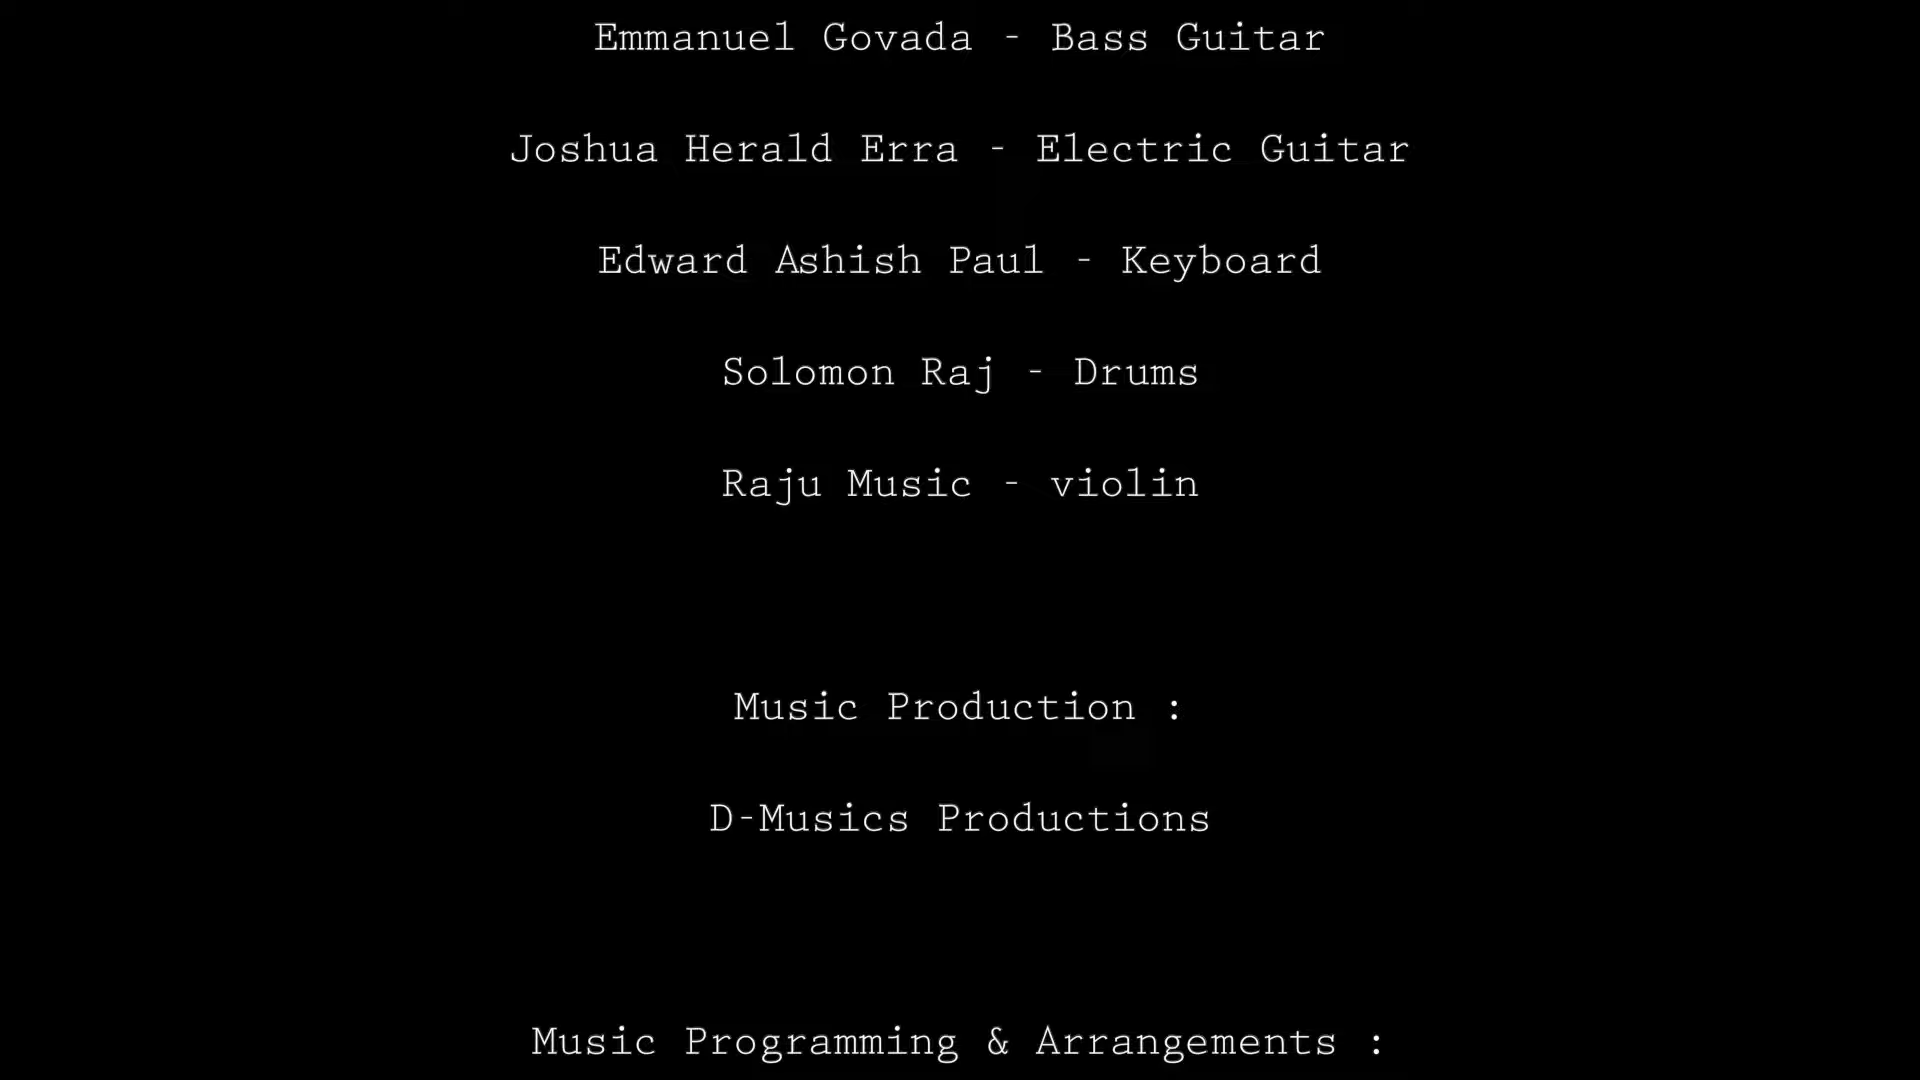 Emmanuel Govada - Bass Guitar
Joshua Herald Erra - Electric Guitar
Edward Ashish Paul - Keyboard
Solomon Raj - Drums
Raju Music - violin
Music Production :
D-Musics Productions
Music Programming & Arrangements :